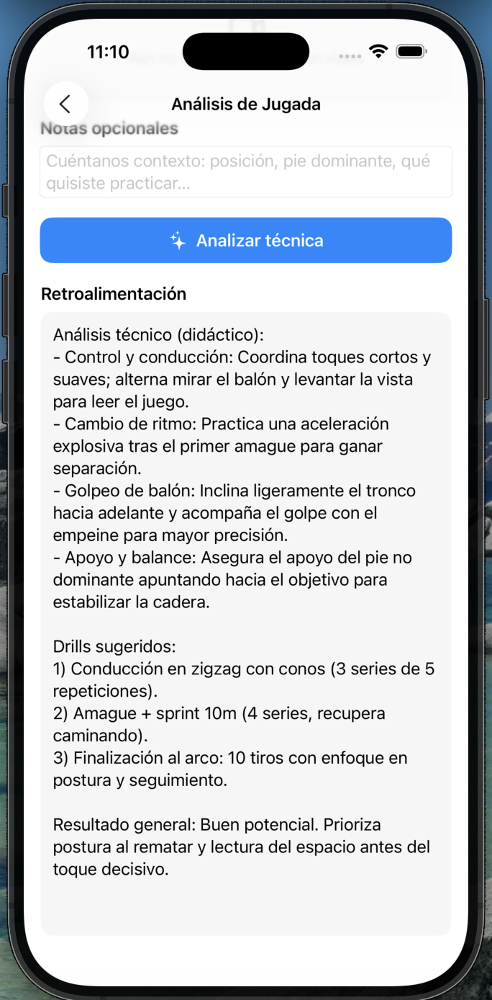 11:10
Análisis de Jugada
Notas opcionales
Cuéntanos contexto: posición, pie dominante, qué
quisiste practicar...
Analizar técnica
Retroalimentación
Análisis técnico (didáctico):
- Control y conducción: Coordina toques cortos y
suaves; alterna mirar el balón y levantar la vista
para leer el juego.
- Cambio de ritmo: Practica una aceleración
explosiva tras el primer amague para ganar
separación.
- Golpeo de balón: Inclina ligeramente el tronco
hacia adelante y acompaña el golpe con el
empeine para mayor precisión.
- Apoyo y balance: Asegura el apoyo del pie no
dominante apuntando hacia el objetivo para
estabilizar la cadera.
Drills sugeridos:
1) Conducción en zigzag con conos (3 series de 5
repeticiones).
2) Amague + sprint 10m (4 series, recupera
caminando).
3) Finalización al arco: 10 tiros con enfoque en
postura y seguimiento.
Resultado general: Buen potencial. Prioriza
postura al rematar y lectura del espacio antes del
toque decisivo.